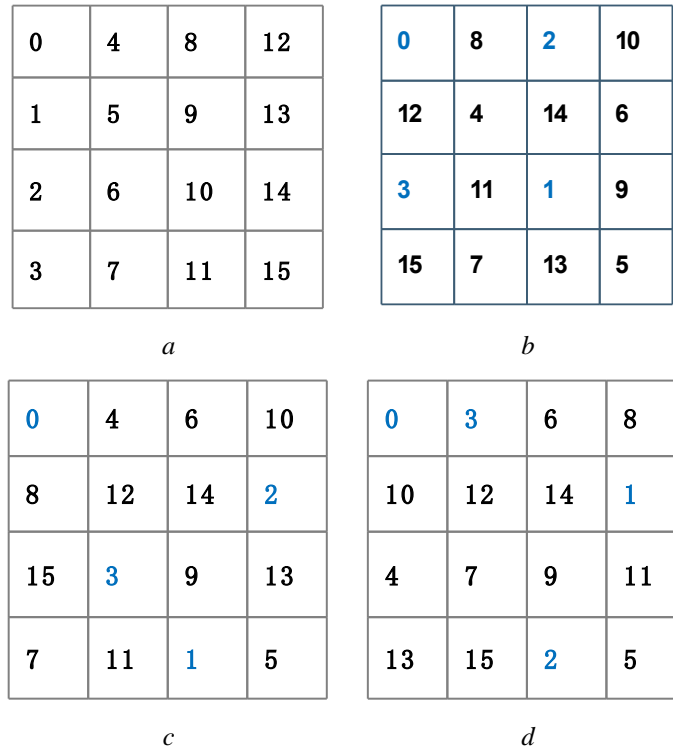 0 4 8 12
1 5 9 13
2 6 10 14
3 7 11 15
a
0 8 2 10
12 4 14 6
3 11 1 9
15 7 13 5
b
0 4 6 10
8 12 14 2
15 3 9 13
7 11 1 5
c
0 3 6 8
10 12 14 1
4 7 9 11
13 15 2 5
d